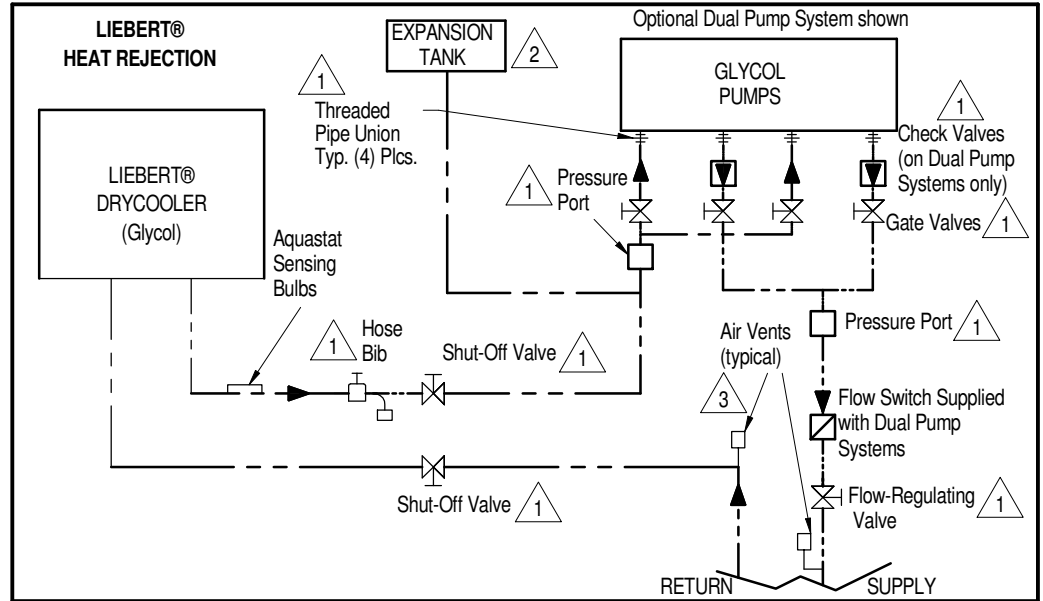 LIEBERT®
HEAT REJECTION
EXPANSION
TANK
2
Optional Dual Pump System shown
GLYCOL
PUMPS
1
Threaded
Pipe Union
Typ. (4) Plcs.
1
Check Valves
(on Dual Pump
Systems only)
LIEBERT®
DRYCOOLER
(Glycol)
1
Pressure
Port
Gate Valves
1
Aquastat
Sensing
Bulbs
1
Hose
Bib
Shut-Off Valve
1
Air Vents
(typical)
3
Pressure Port
1
Flow Switch Supplied
with Dual Pump
Systems
Shut-Off Valve
1
Flow-Regulating
Valve
1
RETURN
SUPPLY